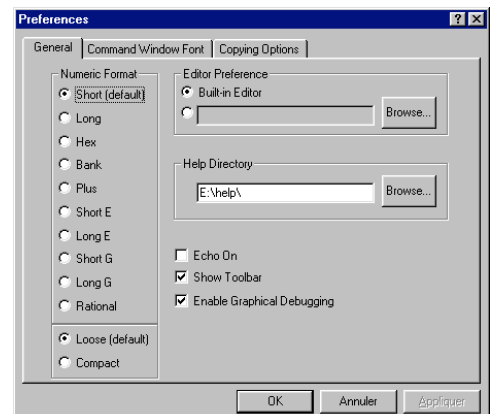 Preferences
General
Command Window Font
Copying Options
Numeric Format
Short (default)
Long
Hex
Bank
Plus
Short E
Long E
Short G
Long G
Rational
Loose (default)
Compact
Editor Preference
Built-in Editor
Browse...
Help Directory
E:\help\
Browse...
Echo On
Show Toolbar
Enable Graphical Debugging
OK
Annuler
Appliquer